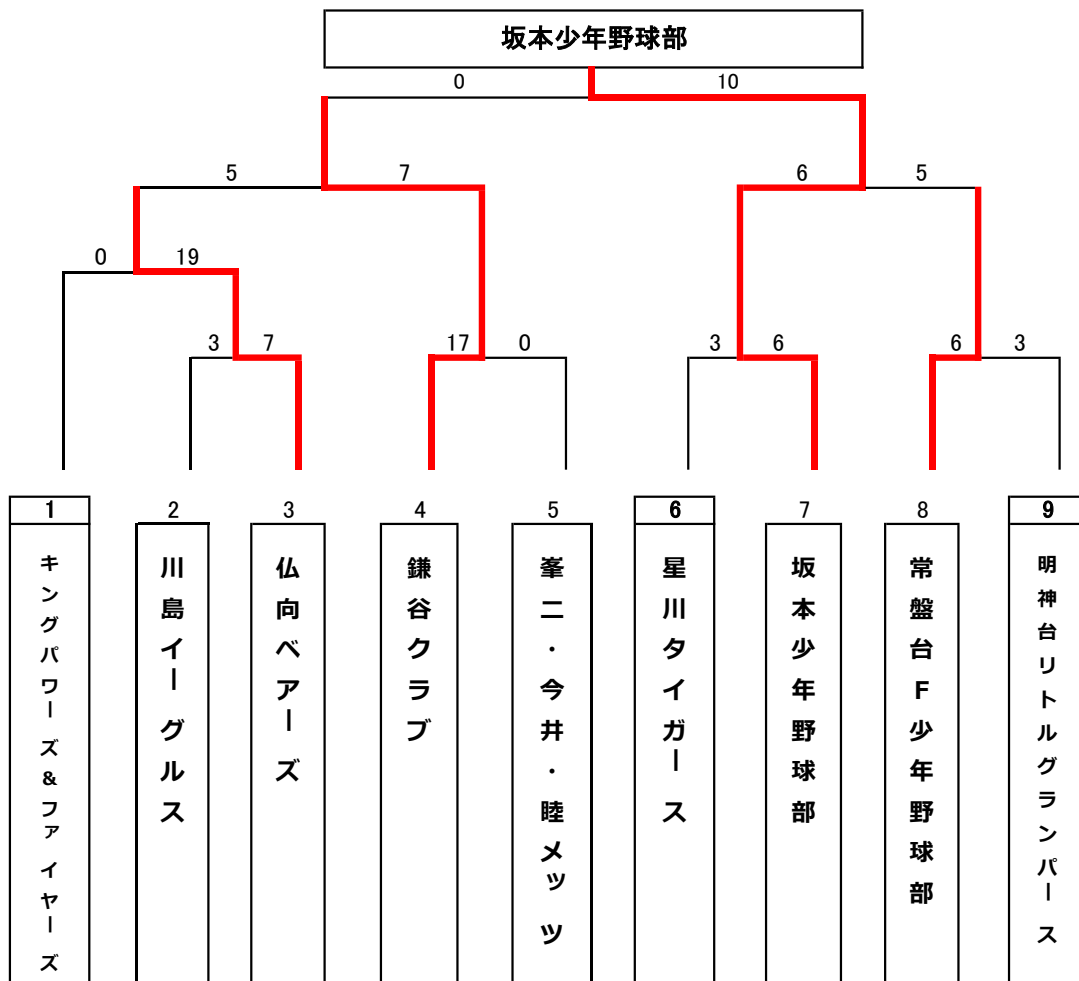 坂本少年野球部
0 10
5 7 6 5
0 19
3 7 17 0 3 6 6 3
1 2 3 4 5 6 7 8 9
キングパワーズ&ファイヤーズ
川島イーグルス
仏向ベアーズ
鎌谷クラブ
峯二・今井・睦メッツ
星川タイガース
坂本少年野球部
常盤台F少年野球部
明神台リトルグランパース